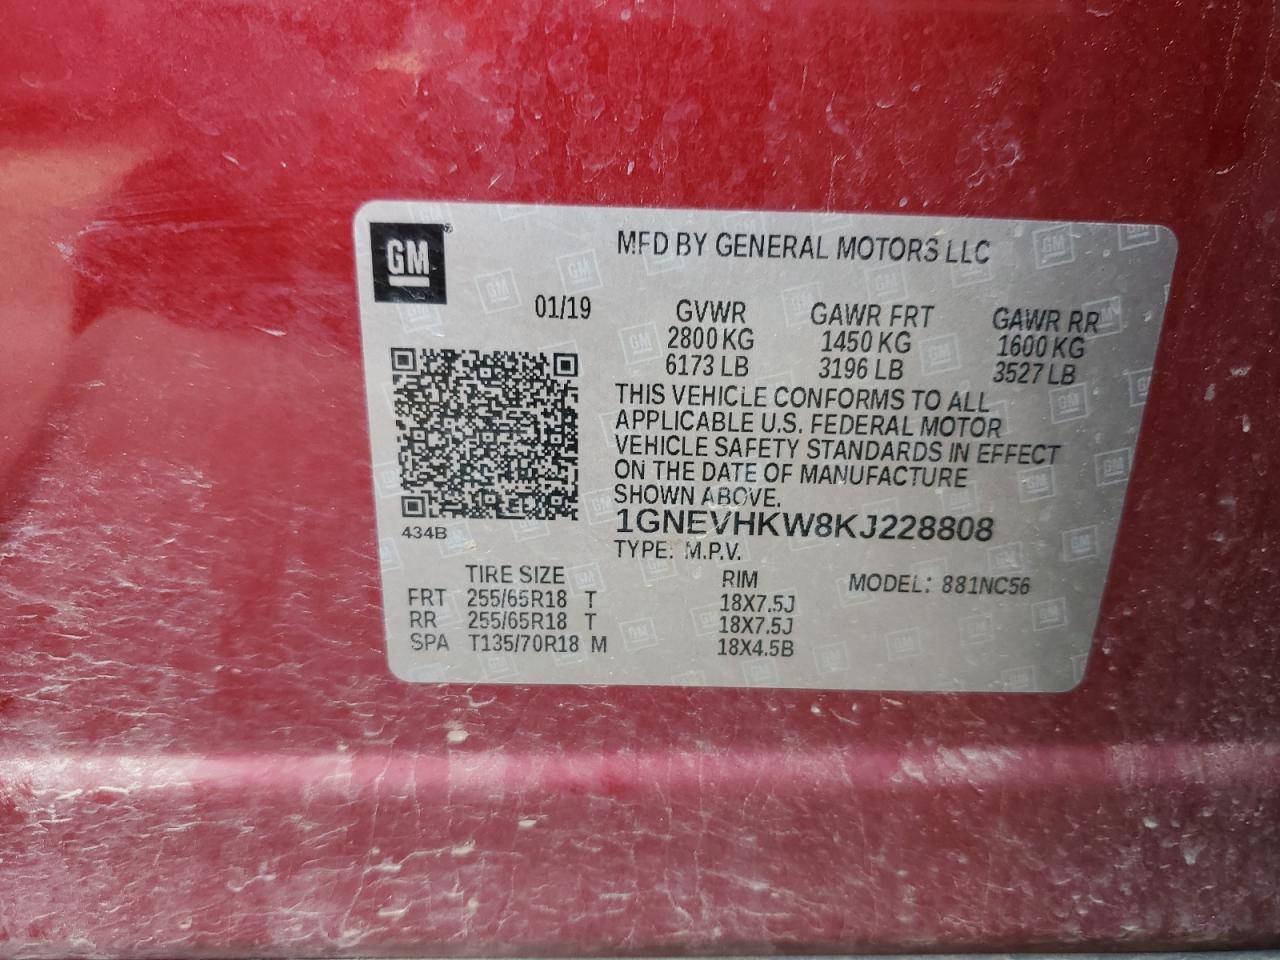 GM
MFD BY GENERAL MOTORS LLC
01/19 GVWR GAWR FRT GAWR RR
2800 KG 1450 KG 1600 KG
6173 LB 3196 LB 3527 LB
THIS VEHICLE CONFORMS TO ALL
APPLICABLE U.S. FEDERAL MOTOR
VEHICLE SAFETY STANDARDS IN EFFECT
ON THE DATE OF MANUFACTURE
SHOWN ABOVE.
1GNEVHKW8KJ228808
434B
TYPE: M.P.V.
TIRE SIZE RIM MODEL: 881NC56
FRT 255/65R18 T 18X7.5J
RR 255/65R18 T 18X7.5J
SPA T135/70R18 M 18X4.5B